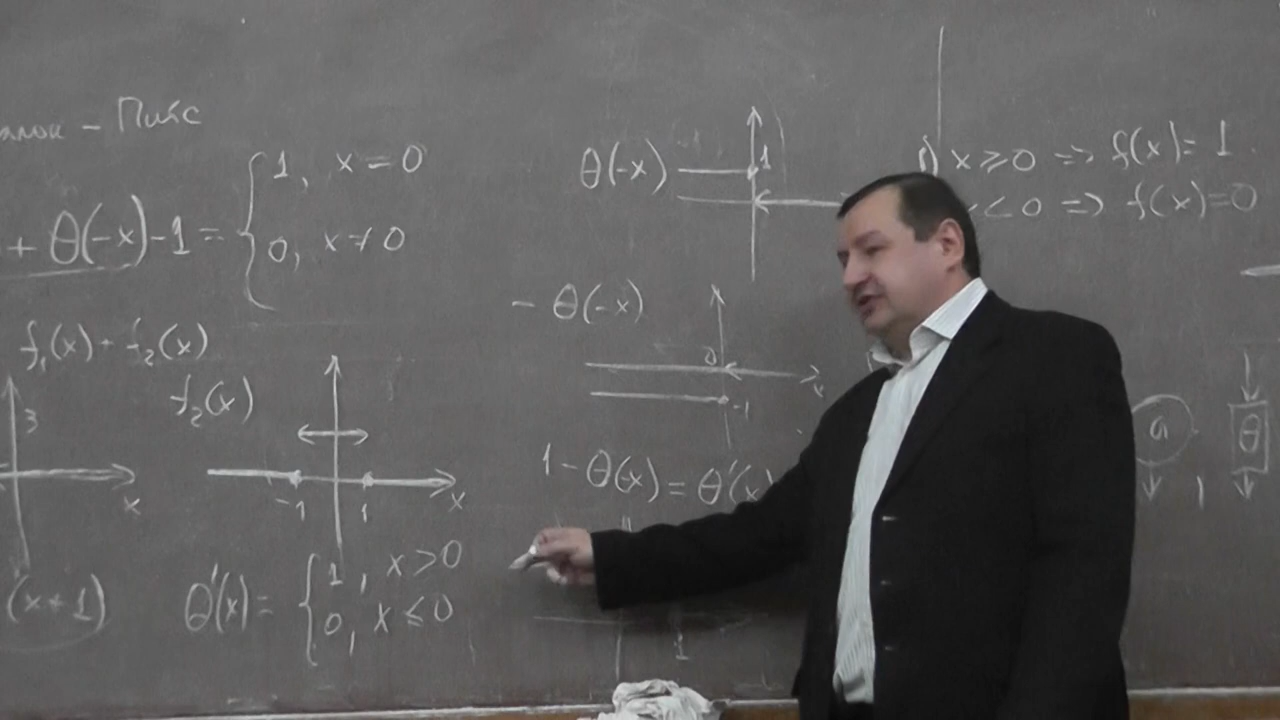 – Пирс
+ θ(-x)-1 = { 1, x=0
0, x≠0
f₁(x) + f₂(x)
3
x
f₂(x)
-1
1
x
(x+1)
θ'(x) = { 1, x>0
0, x≤0
θ(-x)
1
- θ(-x)
0
x
-1
1 - θ(x) = θ'(x)
1
1) x ≥ 0 => f(x) = 1
< 0 => f(x) = 0
a
θ